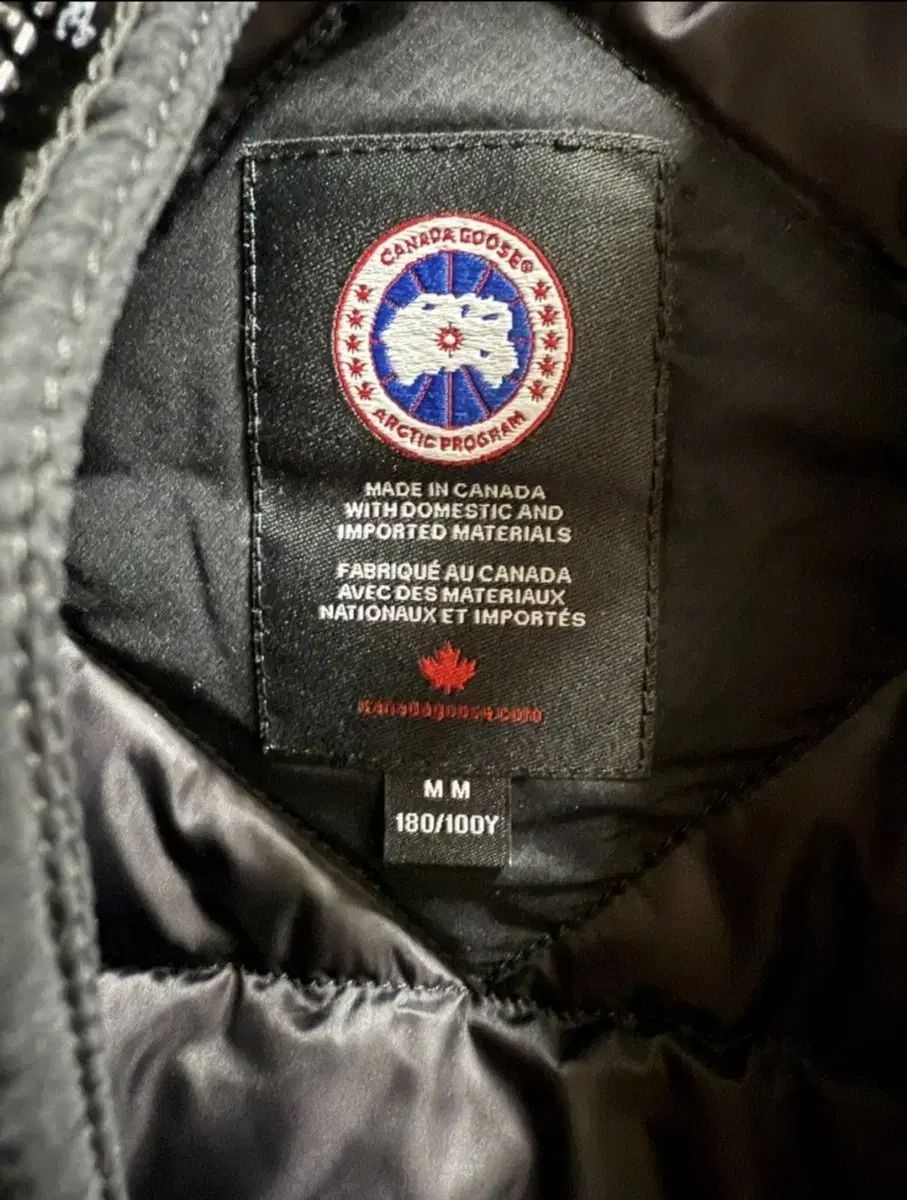 CANADA GOOSE®
ARCTIC PROGRAM
MADE IN CANADA
WITH DOMESTIC AND
IMPORTED MATERIALS
FABRIQUÉ AU CANADA
AVEC DES MATERIAUX
NATIONAUX ET IMPORTÉS
canadagoose.com
M M
180/100Y